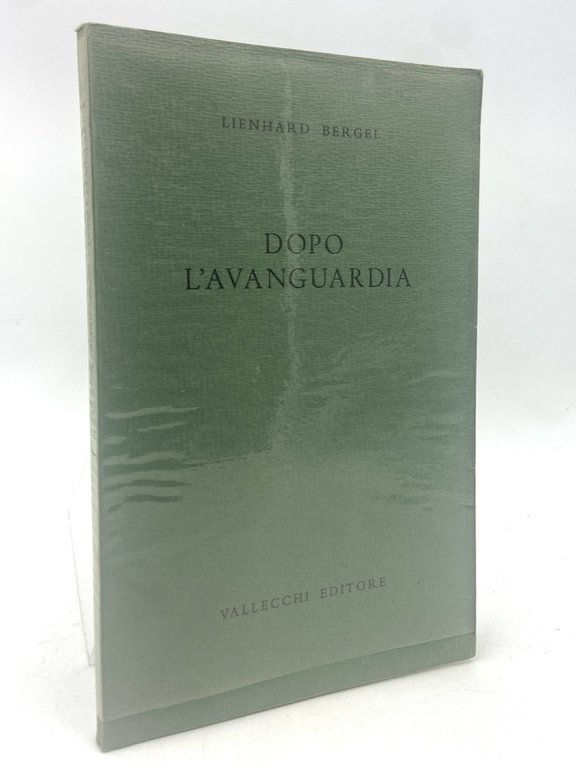 LIENHARD BERGEL
DOPO
L'AVANGUARDIA
VALLECCHI EDITORE